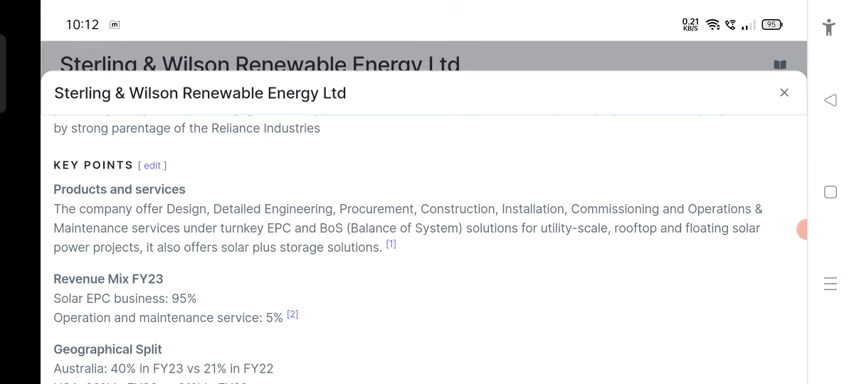 10:12
0.21
KB/S
95
Sterling & Wilson Renewable Energy Ltd
Sterling & Wilson Renewable Energy Ltd
by strong parentage of the Reliance Industries
KEY POINTS [ edit ]
Products and services
The company offer Design, Detailed Engineering, Procurement, Construction, Installation, Commissioning and Operations &
Maintenance services under turnkey EPC and BoS (Balance of System) solutions for utility-scale, rooftop and floating solar
power projects, it also offers solar plus storage solutions. [1]
Revenue Mix FY23
Solar EPC business: 95%
Operation and maintenance service: 5% [2]
Geographical Split
Australia: 40% in FY23 vs 21% in FY22